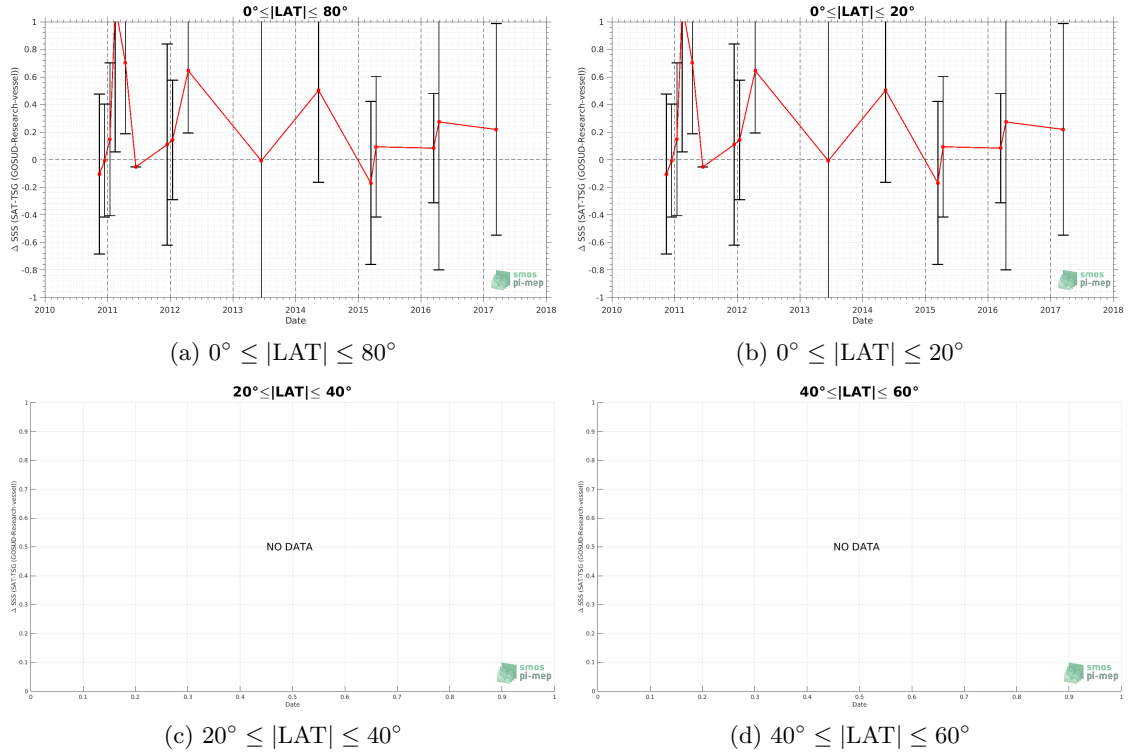 0°≤|LAT|≤ 80°
Δ SSS (SAT-TSG (GOSUD-Research-vessel))
1
0.8
0.6
0.4
0.2
0
-0.2
-0.4
-0.6
-0.8
-1
2010 2011 2012 2013 2014 2015 2016 2017 2018
Date
smos
pi-mep
(a) 0° ≤ |LAT| ≤ 80°
0°≤|LAT|≤ 20°
Δ SSS (SAT-TSG (GOSUD-Research-vessel))
1
0.8
0.6
0.4
0.2
0
-0.2
-0.4
-0.6
-0.8
-1
2010 2011 2012 2013 2014 2015 2016 2017 2018
Date
smos
pi-mep
(b) 0° ≤ |LAT| ≤ 20°
20°≤|LAT|≤ 40°
Δ SSS (SAT-TSG (GOSUD-Research-vessel))
1
0.9
0.8
0.7
0.6
0.5
0.4
0.3
0.2
0.1
0
NO DATA
0 0.1 0.2 0.3 0.4 0.5 0.6 0.7 0.8 0.9 1
Date
smos
pi-mep
(c) 20° ≤ |LAT| ≤ 40°
40°≤|LAT|≤ 60°
Δ SSS (SAT-TSG (GOSUD-Research-vessel))
1
0.9
0.8
0.7
0.6
0.5
0.4
0.3
0.2
0.1
0
NO DATA
0 0.1 0.2 0.3 0.4 0.5 0.6 0.7 0.8 0.9 1
Date
smos
pi-mep
(d) 40° ≤ |LAT| ≤ 60°